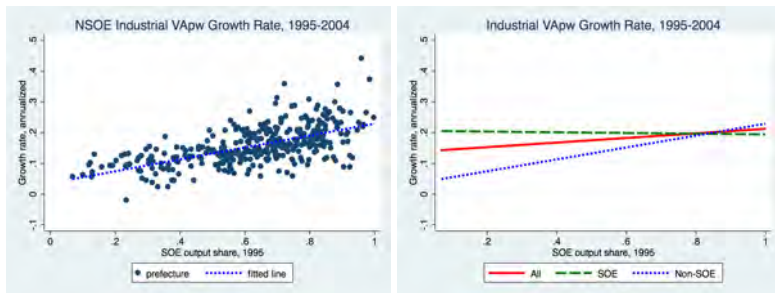 NSOE Industrial VApw Growth Rate, 1995-2004
Growth rate, annualized
.5
.4
.3
.2
.1
0
-.1
0
.2
.4
.6
.8
1
SOE output share, 1995
prefecture
fitted line
Industrial VApw Growth Rate, 1995-2004
Growth rate, annualized
.5
.4
.3
.2
.1
0
-.1
.2
.4
.6
.8
1
SOE output share, 1995
All
SOE
Non-SOE